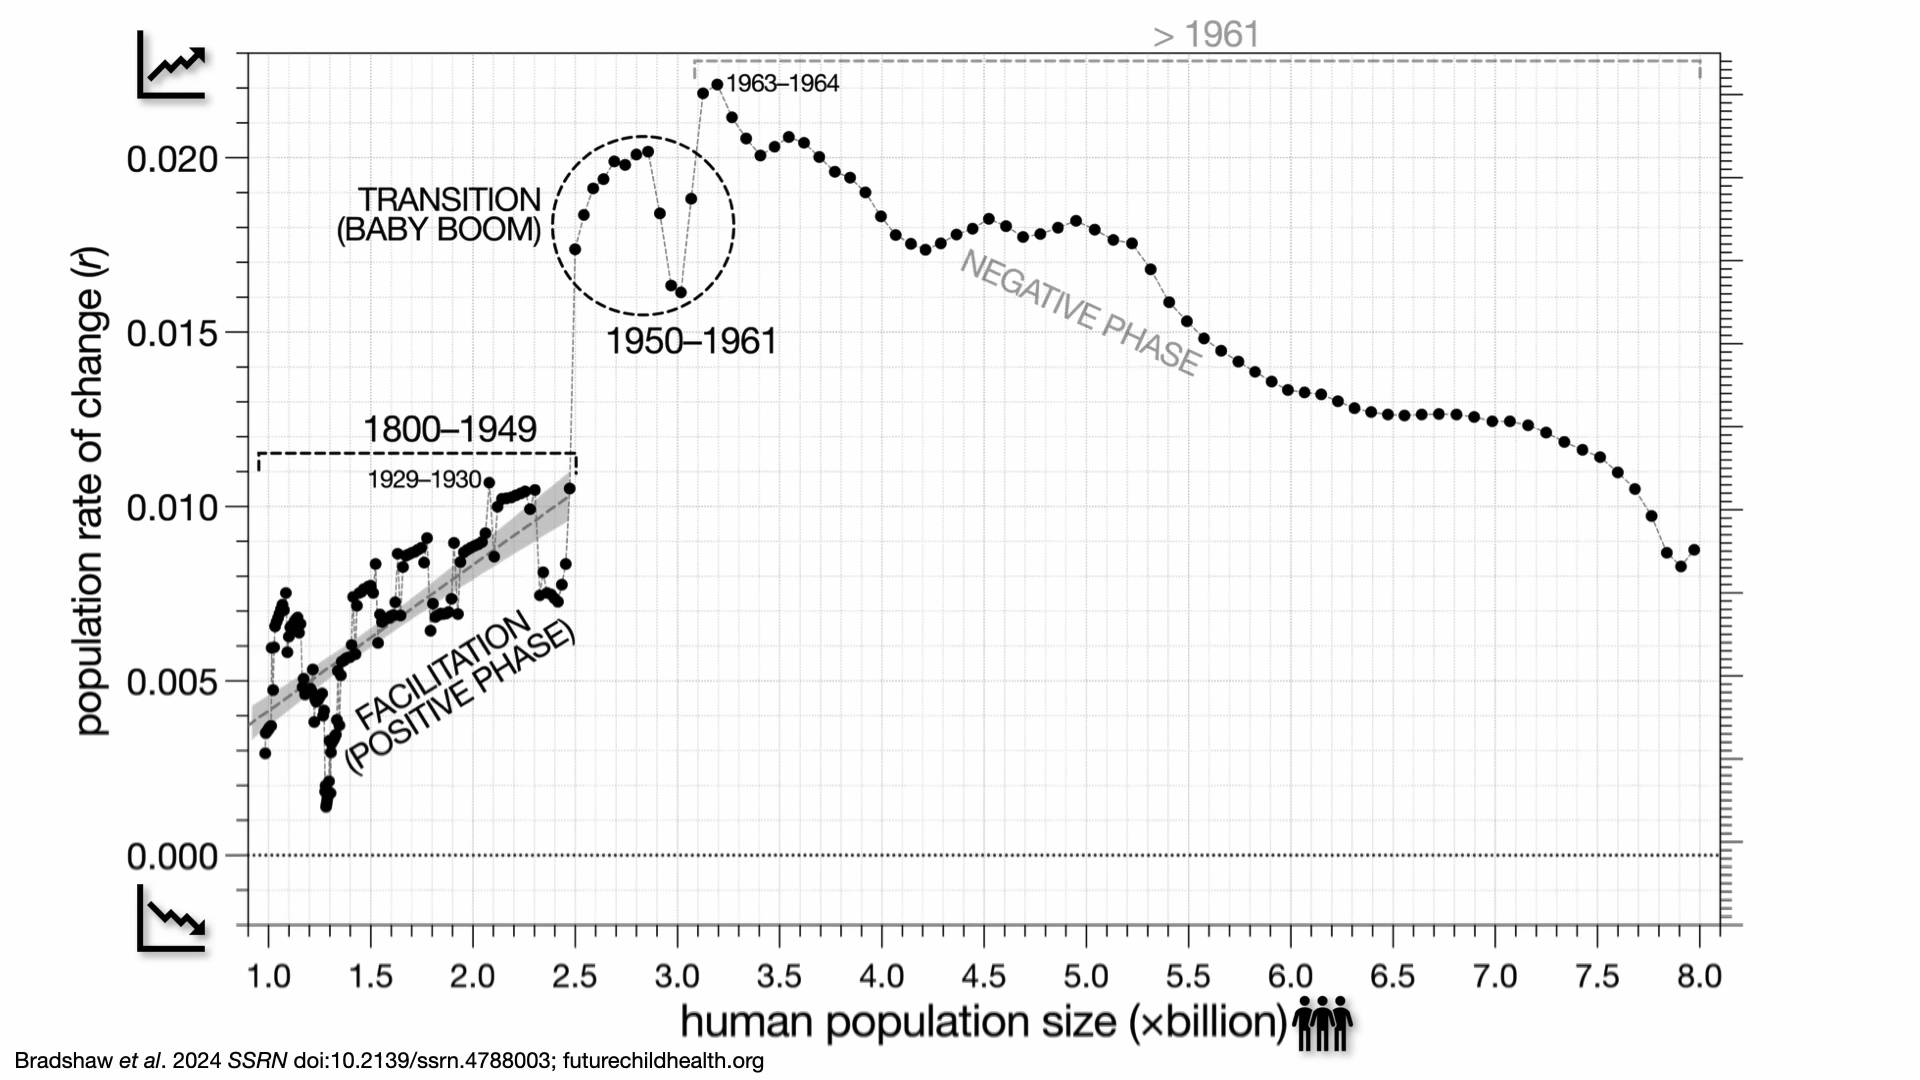 > 1961
1963–1964
0.020
TRANSITION
(BABY BOOM)
NEGATIVE PHASE
0.015
1950–1961
population rate of change (r)
1800–1949
1929–1930
0.010
FACILITATION
(POSITIVE PHASE)
0.005
0.000
1.0 1.5 2.0 2.5 3.0 3.5 4.0 4.5 5.0 5.5 6.0 6.5 7.0 7.5 8.0
human population size (×billion)
Bradshaw et al. 2024 SSRN doi:10.2139/ssrn.4788003; futurechildhealth.org